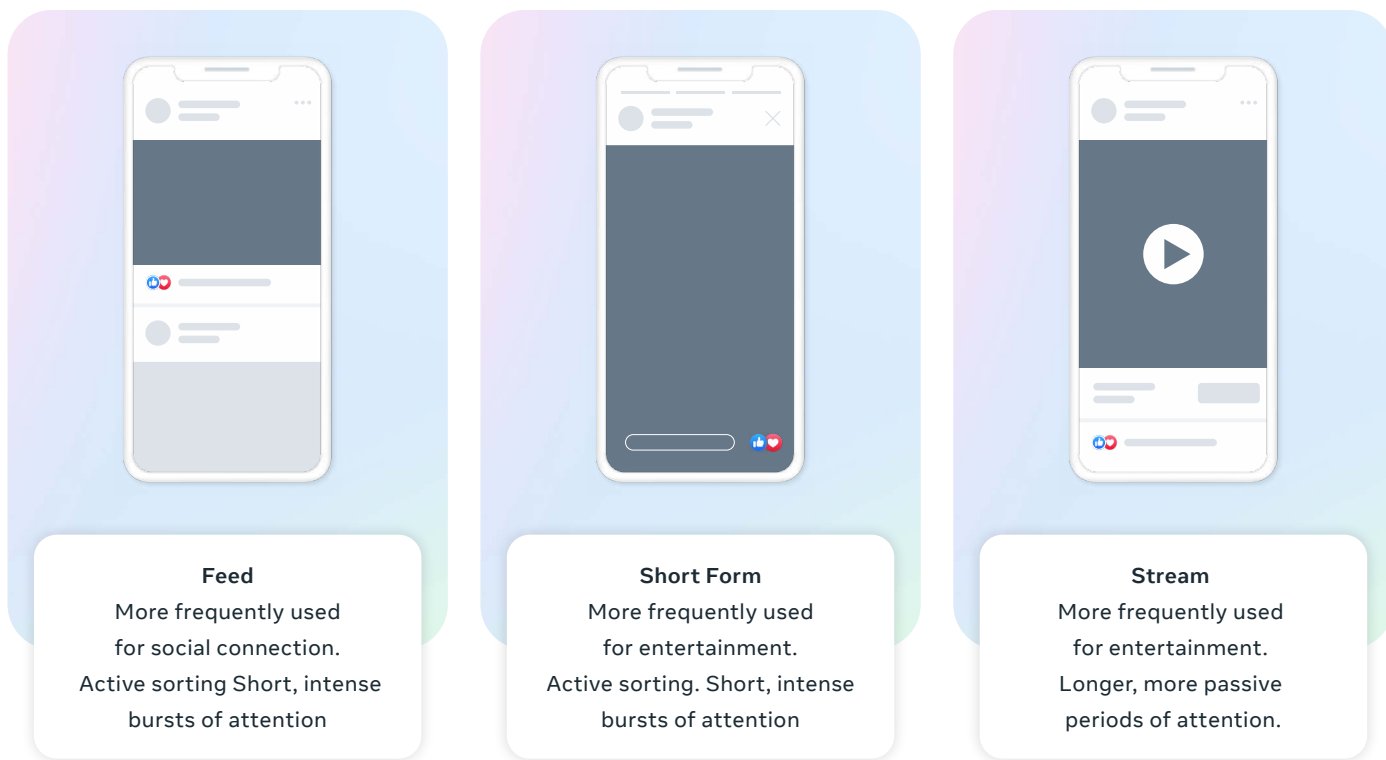 Feed
More frequently used
for social connection.
Active sorting Short, intense
bursts of attention
Short Form
More frequently used
for entertainment.
Active sorting. Short, intense
bursts of attention
Stream
More frequently used
for entertainment.
Longer, more passive
periods of attention.